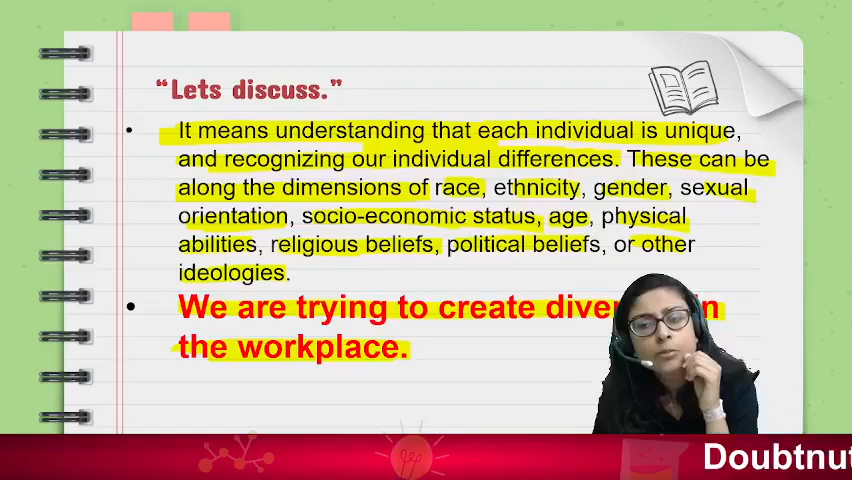 “Lets discuss.”
• It means understanding that each individual is unique,
and recognizing our individual differences. These can be
along the dimensions of race, ethnicity, gender, sexual
orientation, socio-economic status, age, physical
abilities, religious beliefs, political beliefs, or other
ideologies.
• We are trying to create
the workplace.
Doubtnut